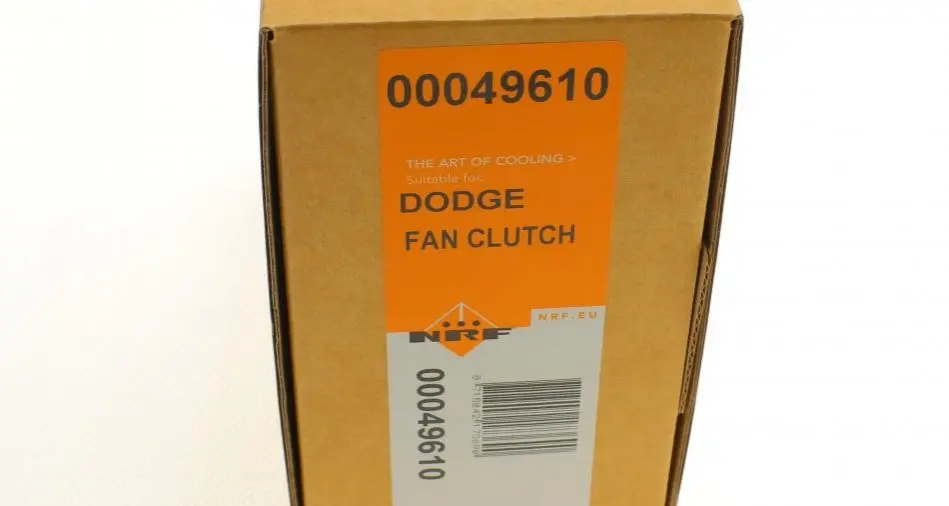 00049610
THE ART OF COOLING >
Suitable for:
DODGE
FAN CLUTCH
NRF.EU
NRF
00049610